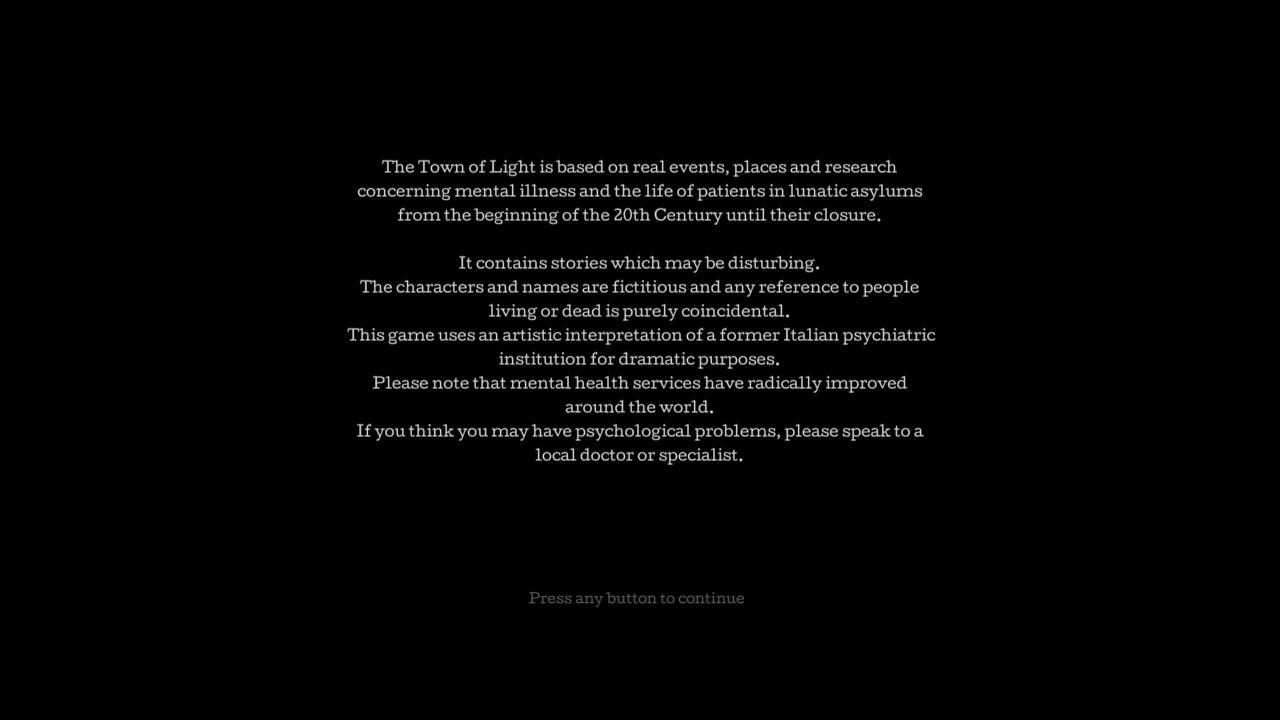 The Town of Light is based on real events, places and research
concerning mental illness and the life of patients in lunatic asylums
from the beginning of the 20th Century until their closure.
It contains stories which may be disturbing.
The characters and names are fictitious and any reference to people
living or dead is purely coincidental.
This game uses an artistic interpretation of a former Italian psychiatric
institution for dramatic purposes.
Please note that mental health services have radically improved
around the world.
If you think you may have psychological problems, please speak to a
local doctor or specialist.
Press any button to continue